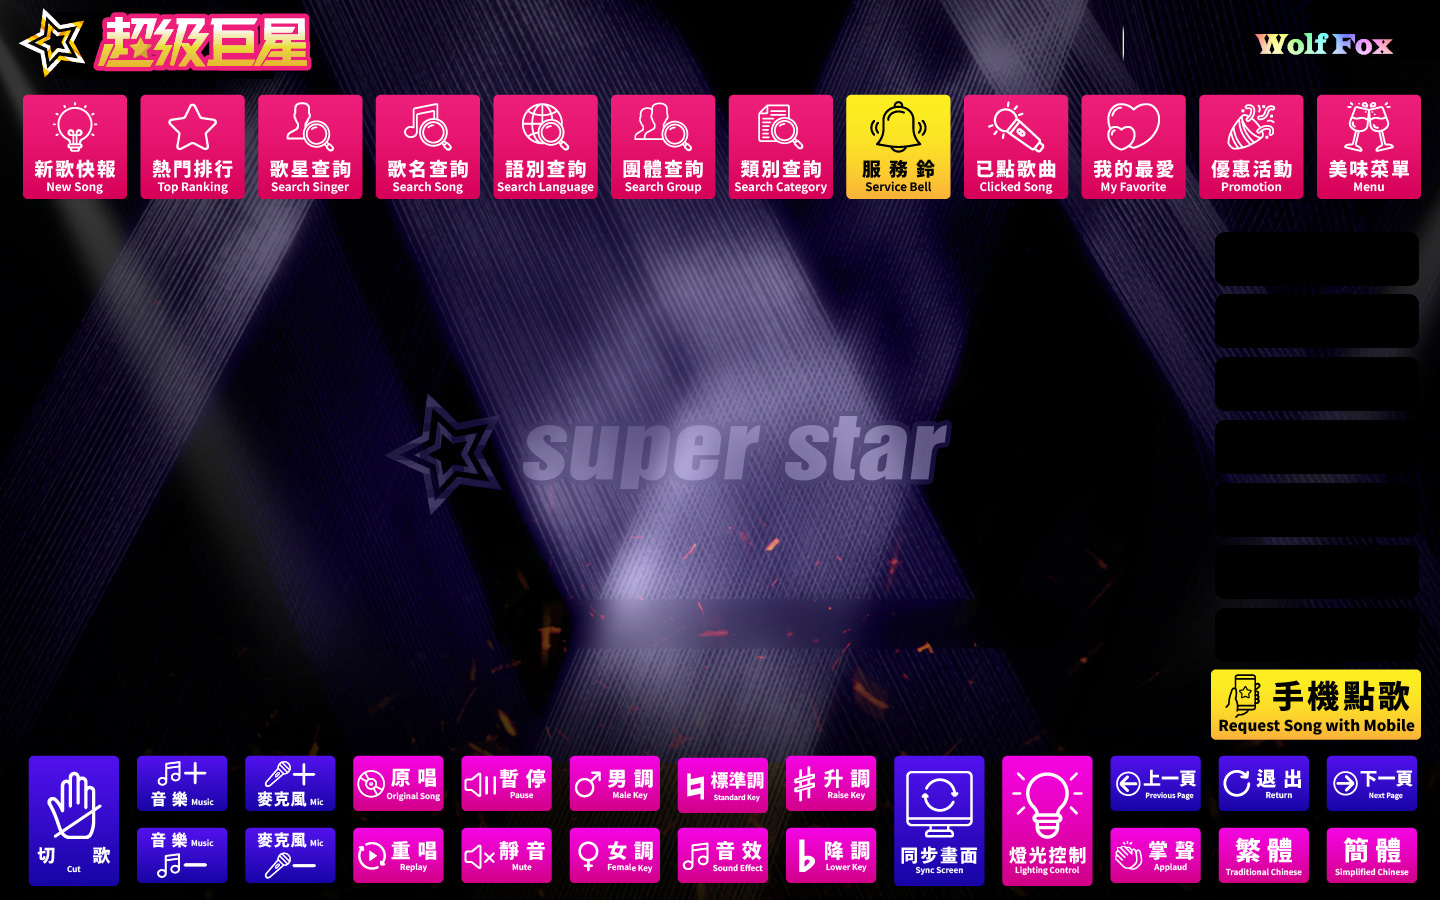 超级巨星
Wolf Fox
新歌快報
New Song
熱門排行
Top Ranking
歌星查詢
Search Singer
歌名查詢
Search Song
語別查詢
Search Language
團體查詢
Search Group
類別查詢
Search Category
服務鈴
Service Bell
已點歌曲
Clicked Song
我的最愛
My Favorite
優惠活動
Promotion
美味菜單
Menu
super star
手機點歌
Request Song with Mobile
切歌
Cut
音樂 Music
麥克風 Mic
原唱
Original Song
暫停
Pause
男調
Male Key
標準調
Standard Key
升調
Raise Key
同步畫面
Sync Screen
燈光控制
Lighting Control
上一頁
Previous Page
退出
Return
下一頁
Next Page
音樂 Music
麥克風 Mic
重唱
Replay
靜音
Mute
女調
Female Key
音效
Sound Effect
降調
Lower Key
掌聲
Applaud
繁體
Traditional Chinese
簡體
Simplified Chinese